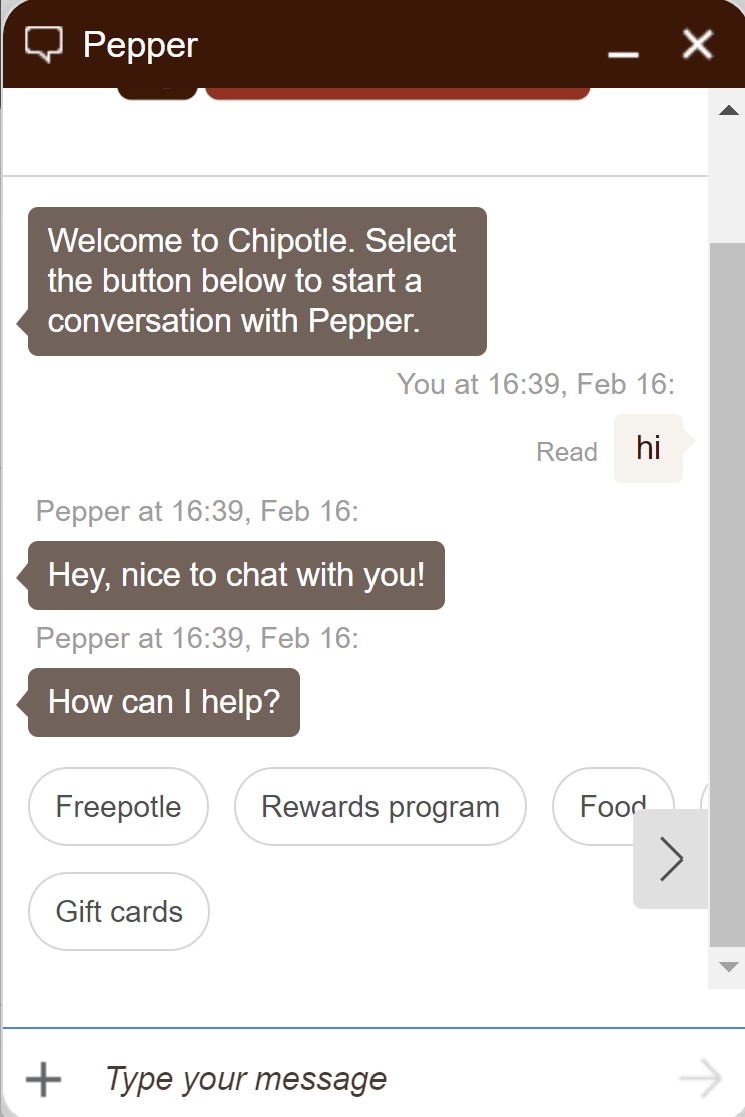 Pepper
Welcome to Chipotle. Select
the button below to start a
conversation with Pepper.
You at 16:39, Feb 16:
Read hi
Pepper at 16:39, Feb 16:
Hey, nice to chat with you!
Pepper at 16:39, Feb 16:
How can I help?
Freepotle Rewards program Food
Gift cards
Type your message